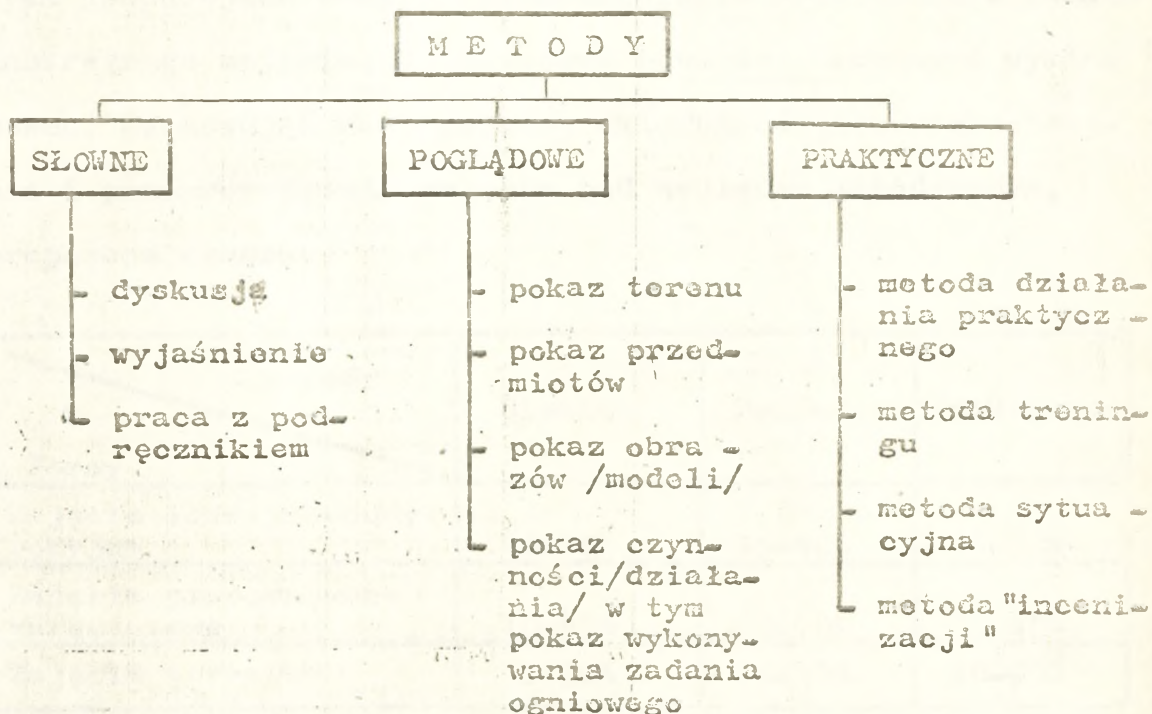 M E T O D Y
SŁOWNE
- dyskusja
- wyjaśnienie
- praca z pod-
ręcznikiem
POGLĄDOWE
- pokaz terenu
- pokaz przed-
miotów
- pokaz obra -
zów /modeli/
- pokaz czyn-
ności/działa-
nia/ w tym
pokaz wykony-
wania zadania
ogniowego
PRAKTYCZNE
- metoda działa-
nia praktycz -
nego
- metoda trenin-
gu
- metoda sytua -
cyjna
- metoda "inceni-
zacji"